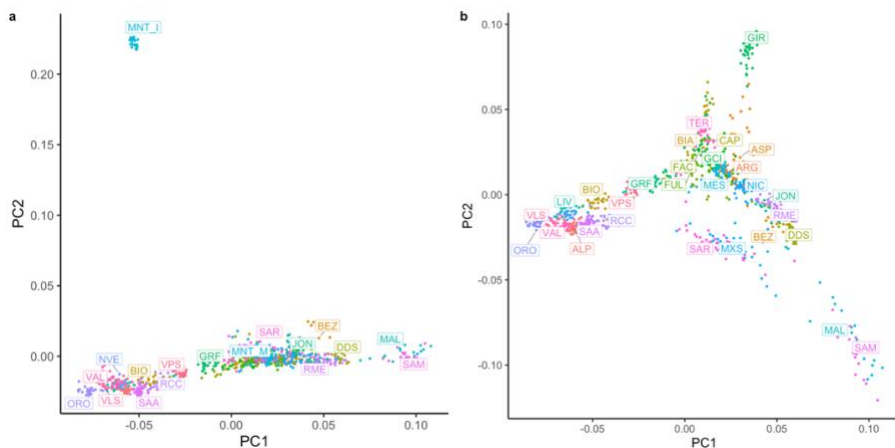 a
MNT_I
0.20
0.15
PC2
0.10
0.05
BEZ
SAR
MAL
JON
MNT_M
DDS
GRF
VPS
RME
SAM
0.00
NVE
BIO
VAL
RCC
ORO
VLS
SAA
-0.05
0.00
0.05
0.10
PC1
b
0.10
GIR
0.05
TER
BIA
CAP
ASP
GCI
FAC
ARG
GRF
FUL
MES
NIC
BIO
VPS
JON
LIV
RME
VLS
RCC
VAL
SAA
DDS
ORO
ALP
BEZ
SAR
MXS
PC2
0.00
-0.05
MAL
SAM
-0.10
-0.05
0.00
0.05
0.10
PC1